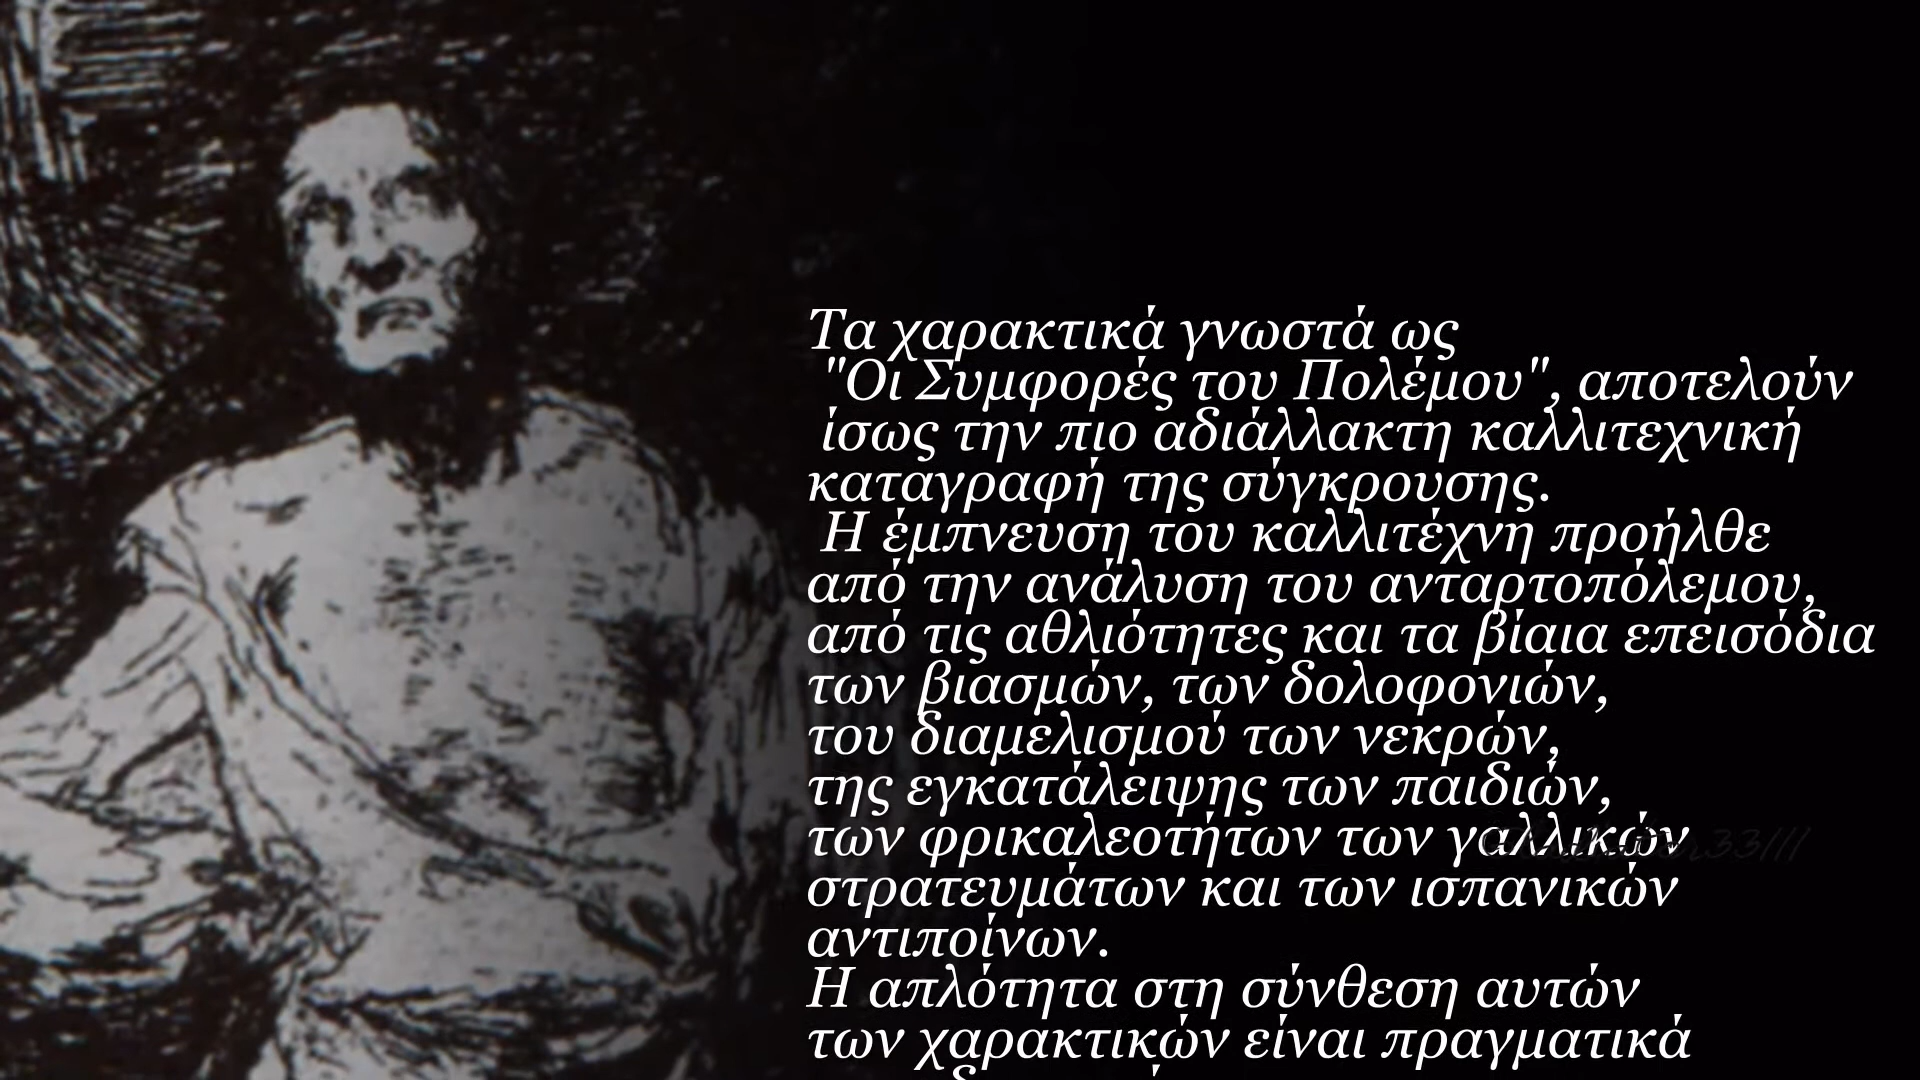 Τα χαρακτικά γνωστά ως
"Οι Συμφορές του Πολέμου", αποτελούν
ίσως την πιο αδιάλλακτη καλλιτεχνική
καταγραφή της σύγκρουσης.
Η έμπνευση του καλλιτέχνη προήλθε
από την ανάλυση του ανταρτοπόλεμου,
από τις αθλιότητες και τα βίαια επεισόδια
των βιασμών, των δολοφονιών,
του διαμελισμού των νεκρών,
της εγκατάλειψης των παιδιών,
των φρικαλεοτήτων των γαλλικών
στρατευμάτων και των ισπανικών
αντιποίνων.
Η απλότητα στη σύνθεση αυτών
των χαρακτικών είναι πραγματικά